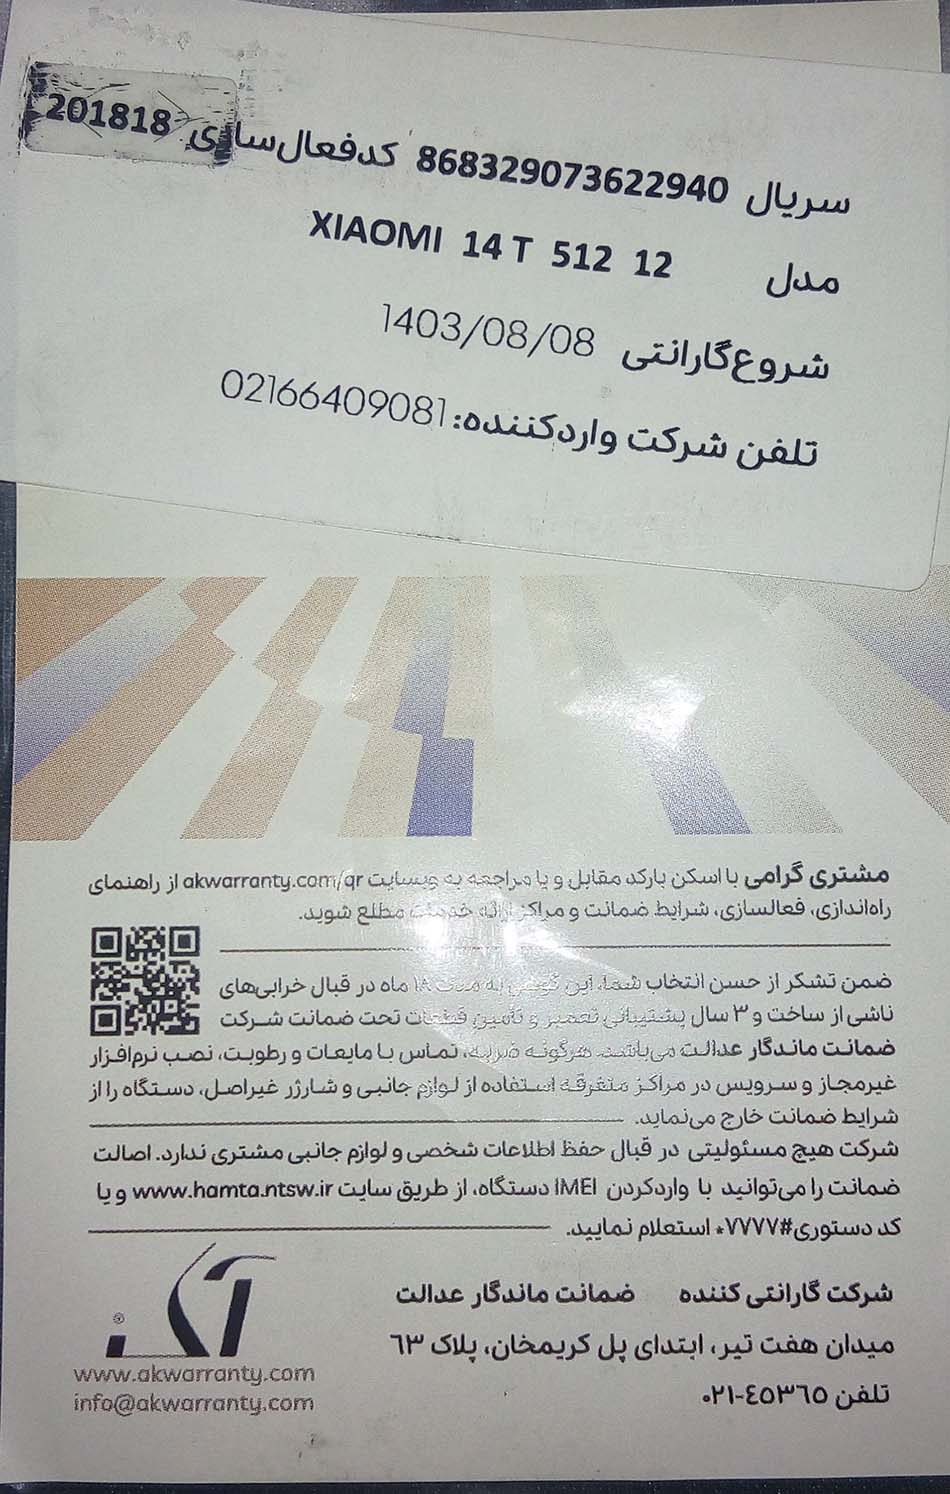 سریال 868329073622940 کدفعال‌سازی 201818
مدل XIAOMI 14 T 512 12
شروع گارانتی 1403/08/08
تلفن شرکت واردکننده: 02166409081
مشتری گرامی با اسکن بارکد مقابل و یا مراجعه به وبسایت akwarranty.com/qr از راهنمای
راه‌اندازی، فعالسازی، شرایط ضمانت و مراکز ارائه خدمات مطلع شوید.
ضمن تشکر از حسن انتخاب شما، این گوشی به مدت ۱۸ ماه در قبال خرابی‌های
ناشی از ساخت و ۳ سال پشتیبانی تعمیر و تامین قطعات تحت ضمانت شرکت
ضمانت ماندگار عدالت می‌باشد. هرگونه ضربه، تماس با مایعات و رطوبت، نصب نرم‌افزار
غیرمجاز و سرویس در مراکز متفرقه استفاده از لوازم جانبی و شارژر غیراصل، دستگاه را از
شرایط ضمانت خارج می‌نماید.
شرکت هیچ مسئولیتی در قبال حفظ اطلاعات شخصی و لوازم جانبی مشتری ندارد. اصالت
ضمانت را می‌توانید با واردکردن IMEI دستگاه، از طریق سایت www.hamta.ntsw.ir و یا
کد دستوری #۷۷۷۷* استعلام نمایید.
شرکت گارانتی کننده ضمانت ماندگار عدالت
میدان هفت تیر، ابتدای پل کریمخان، پلاک ٦٣
تلفن ٤٥٣٦٥-٠٢١
آک
®
www.akwarranty.com
info@akwarranty.com